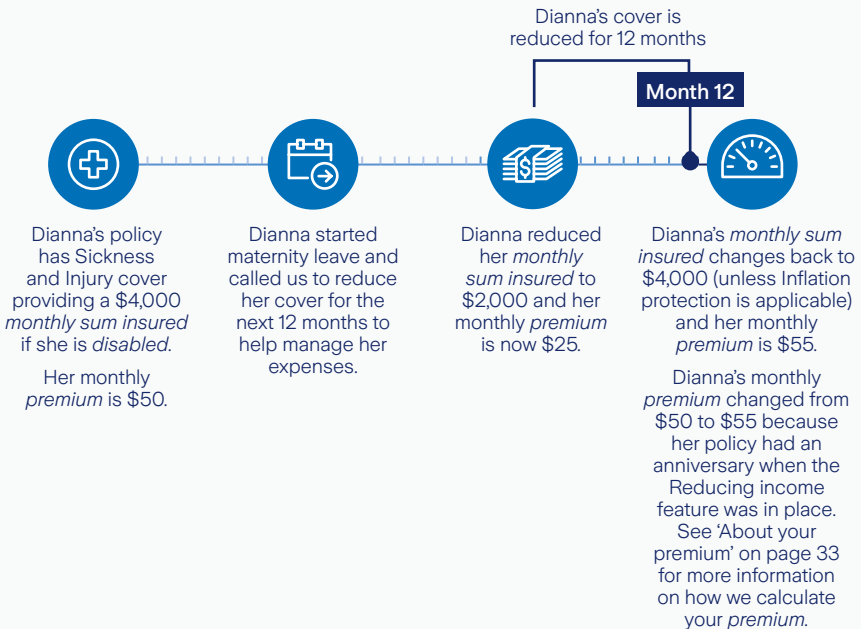 Dianna's cover is
reduced for 12 months
Month 12
$
Dianna's policy
has Sickness
and Injury cover
providing a $4,000
monthly sum insured
if she is disabled.
Her monthly
premium is $50.
Dianna started
maternity leave and
called us to reduce
her cover for the
next 12 months to
help manage her
expenses.
Dianna reduced
her monthly
sum insured to
$2,000 and her
monthly premium
is now $25.
Dianna's monthly sum
insured changes back to
$4,000 (unless Inflation
protection is applicable)
and her monthly
premium is $55.
Dianna's monthly
premium changed from
$50 to $55 because
her policy had an
anniversary when the
Reducing income
feature was in place.
See 'About your
premium' on page 33
for more information
on how we calculate
your premium.